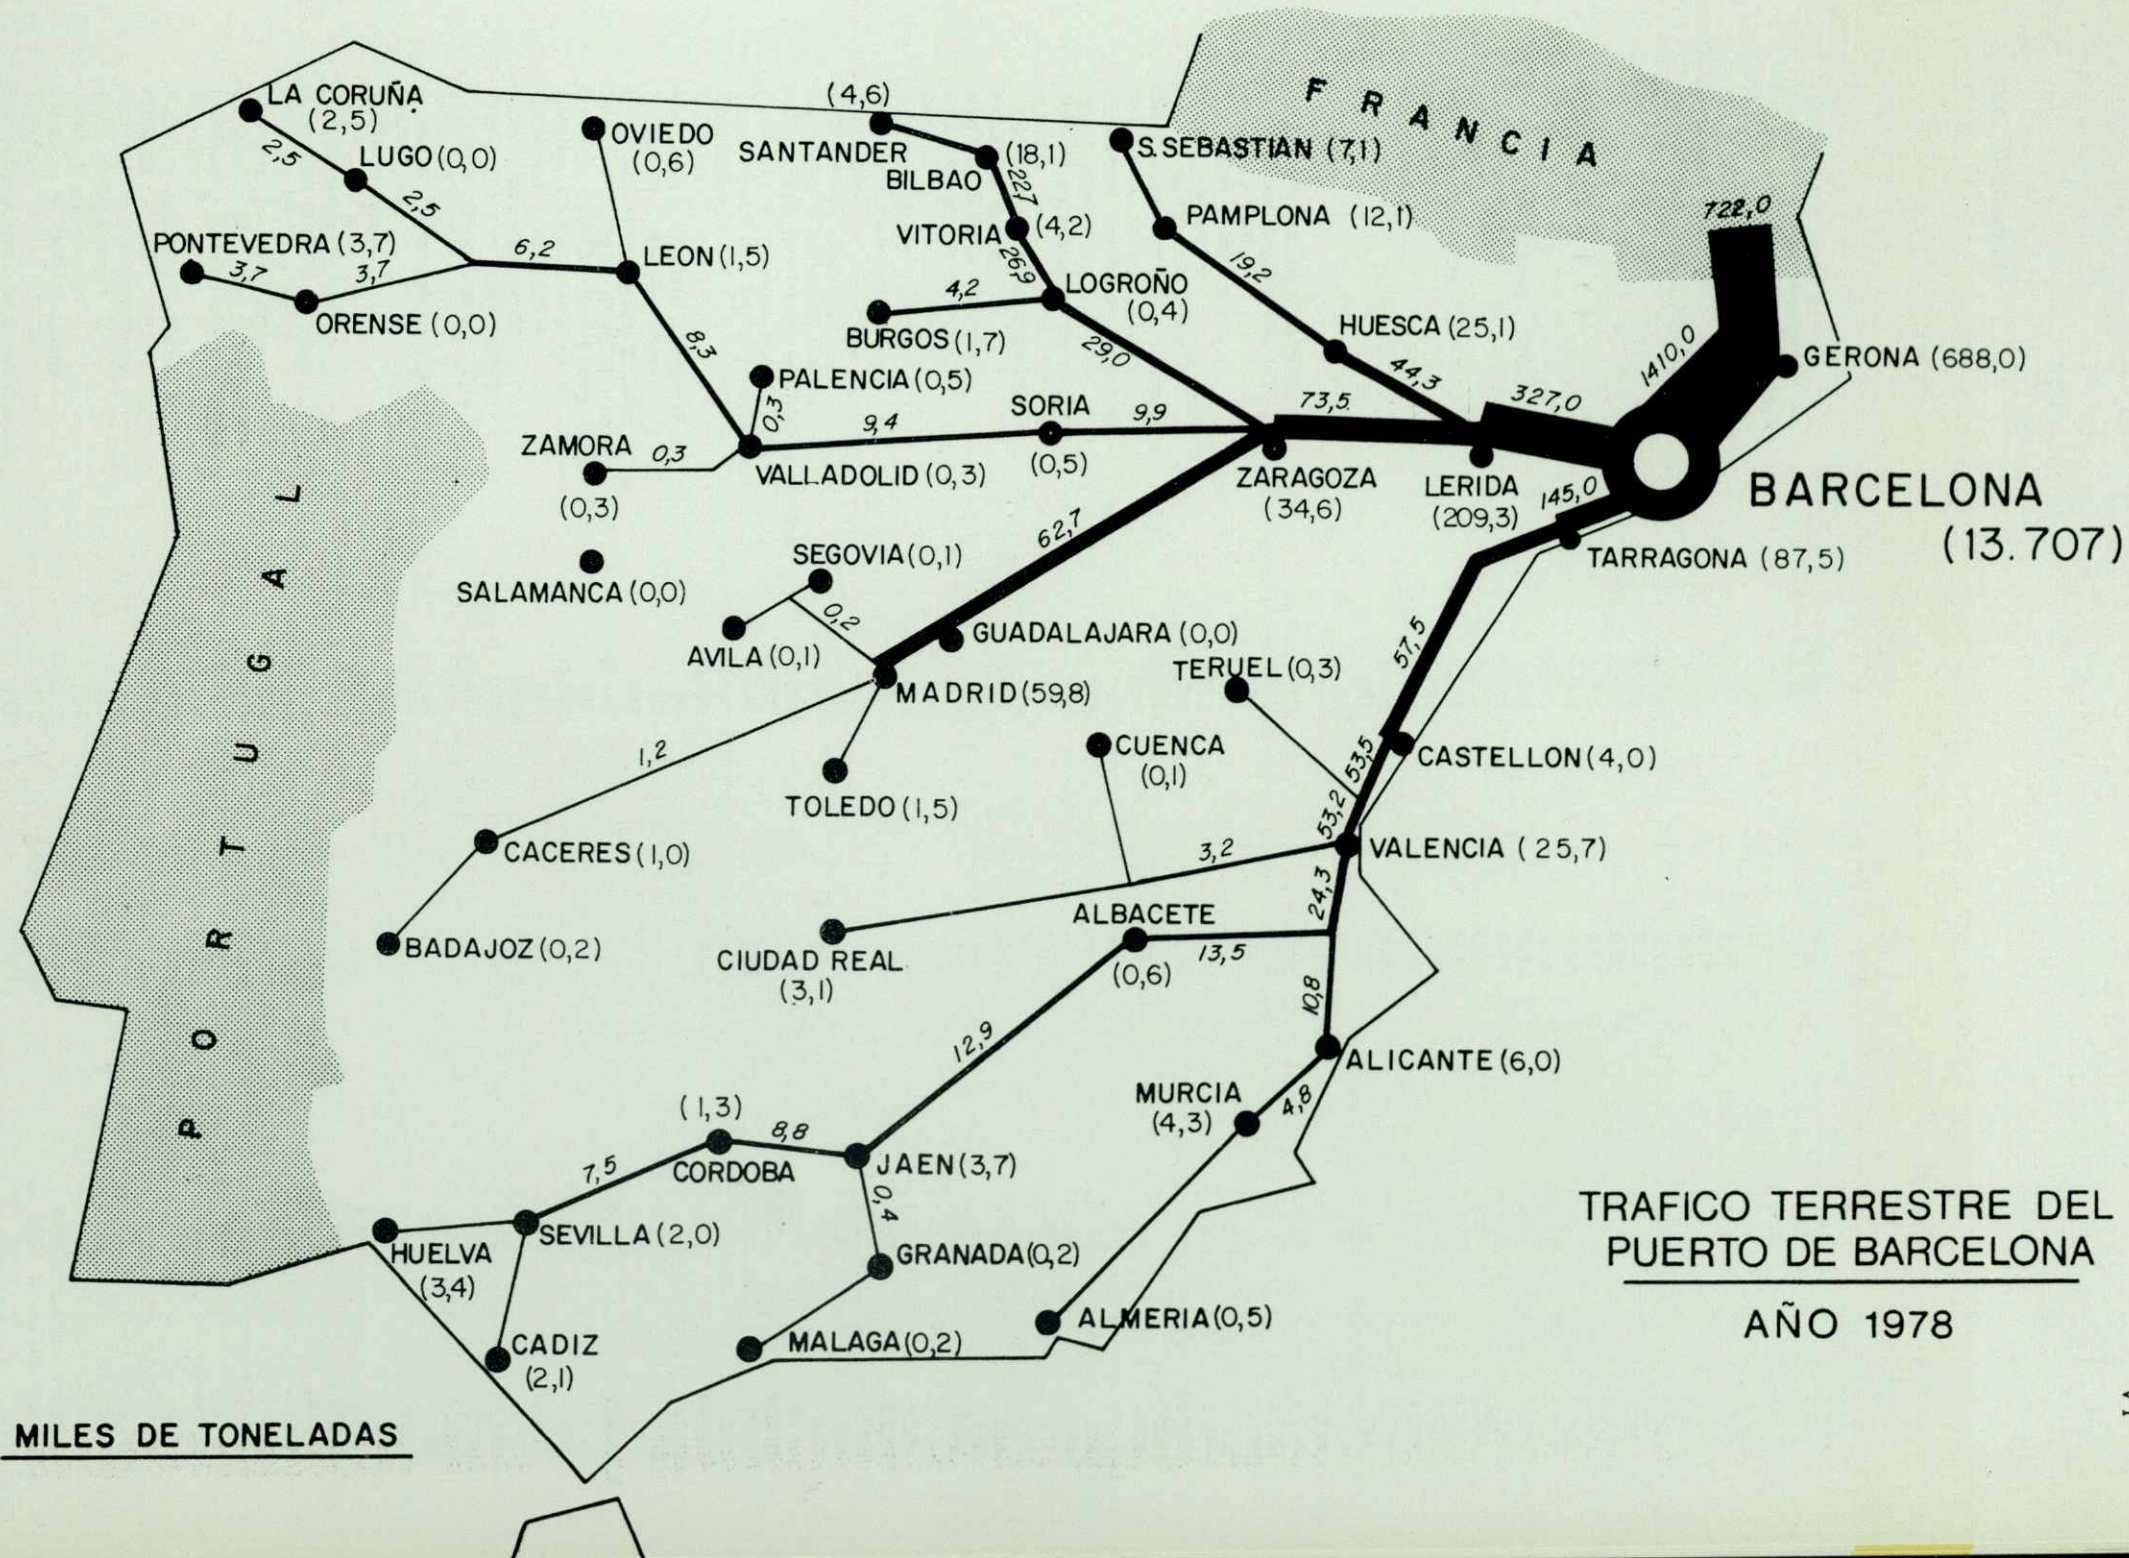 FRANCIA
PORTUGAL
LA CORUÑA
(2,5)
2,5
LUGO (0,0)
2,5
PONTEVEDRA (3,7)
3,7
3,7
ORENSE (0,0)
6,2
OVIEDO
(0,6)
LEON (1,5)
8,3
(4,6)
SANTANDER
BILBAO
(18,1)
22,7
VITORIA
(4,2)
26,9
LOGROÑO
(0,4)
4,2
BURGOS (1,7)
29,0
S. SEBASTIAN (7,1)
PAMPLONA (12,1)
19,2
HUESCA (25,1)
44,3
722,0
1410,0
GERONA (688,0)
PALENCIA (0,5)
0,3
ZAMORA
0,3
(0,3)
VALLADOLID (0,3)
9,4
SORIA
(0,5)
9,9
73,5
ZARAGOZA
(34,6)
327,0
LERIDA
(209,3)
145,0
BARCELONA
(13.707)
TARRAGONA (87,5)
SALAMANCA (0,0)
SEGOVIA (0,1)
0,2
AVILA (0,1)
62,7
GUADALAJARA (0,0)
MADRID (59,8)
TERUEL (0,3)
57,5
CUENCA
(0,1)
53,5
CASTELLON (4,0)
53,2
1,2
TOLEDO (1,5)
CACERES (1,0)
BADAJOZ (0,2)
3,2
VALENCIA (25,7)
24,3
CIUDAD REAL
(3,1)
ALBACETE
(0,6)
13,5
10,8
12,9
ALICANTE (6,0)
MURCIA
(4,3)
4,8
(1,3)
CORDOBA
8,8
JAEN (3,7)
7,5
0,4
HUELVA
(3,4)
SEVILLA (2,0)
GRANADA (0,2)
CADIZ
(2,1)
MALAGA (0,2)
ALMERIA (0,5)
TRAFICO TERRESTRE DEL
PUERTO DE BARCELONA
AÑO 1978
MILES DE TONELADAS